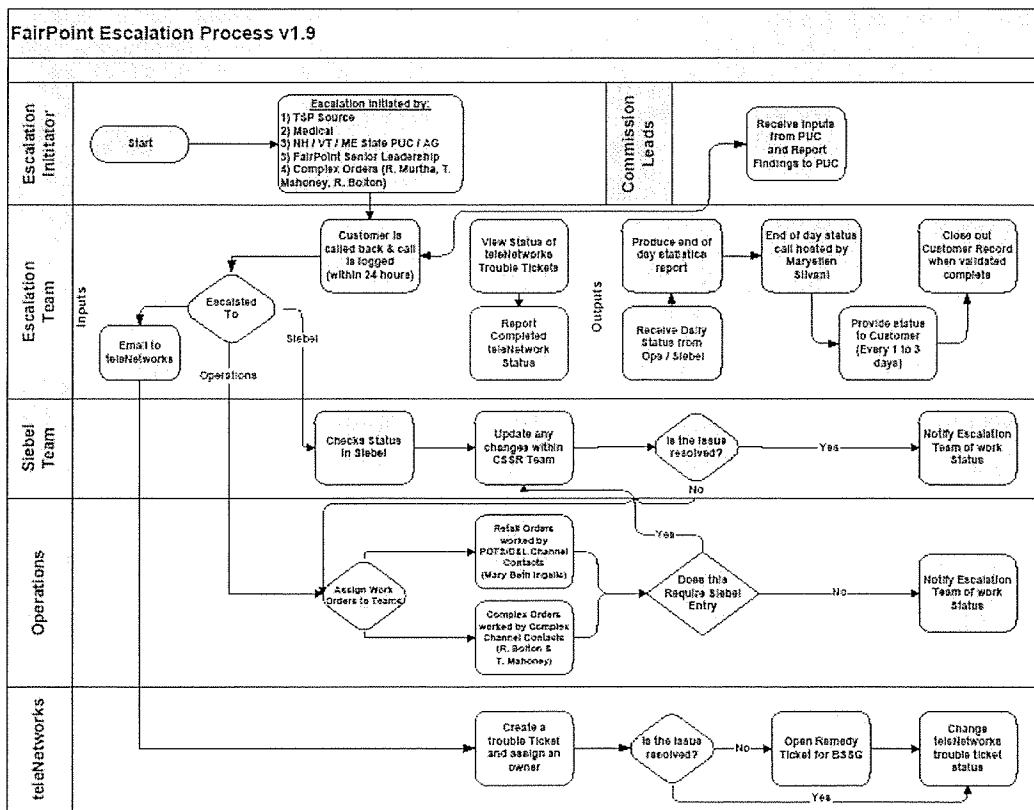 FairPoint Escalation Process v1.9
Escalation
Inititator
Start
Escalation Initiated by:
1) TSP Source
2) Medical
3) NH / VT / ME State PUC / AG
3) FairPoint Senior Leadership
4) Complex Orders (R. Murtha, T.
Mahoney, R. Bolton)
Commission
Leads
Receive Inputs
from PUC
and Report
Findings to PUC
Escalation
Team
Inputs
Customer is
called back & call
is logged
(within 24 hours)
Escalated
To
Email to
teleNetworks
Siebel
Operations
View Status of
teleNetworks
Trouble Tickets
Report
Completed
teleNetwork
Status
Outputs
Produce end of
day statistics
report
Receive Daily
Status from
Ops / Siebel
End of day status
call hosted by
Maryellen
Silvani
Provide status
to Customer
(Every 1 to 3
days)
Close out
Customer Record
when validated
complete
Siebel
Team
Checks Status
in Siebel
Update any
changes within
CSSR Team
Is the issue
resolved?
Yes
No
Notify Escalation
Team of work
Status
Operations
Assign Work
Orders to Teams
Retail Orders
worked by
Channel
Contacts
(Mary Beth Ingalls)
Complex Orders
worked by Complex
Channel Contacts
(R. Bolton &
T. Mahoney)
Yes
Does this
Require Siebel
Entry
No
Notify Escalation
Team of work
Status
teleNetworks
Create a
trouble Ticket
and assign an
owner
Is the issue
resolved?
No
Yes
Open Remedy
Ticket for BSSG
Change
teleNetworks
trouble ticket
status